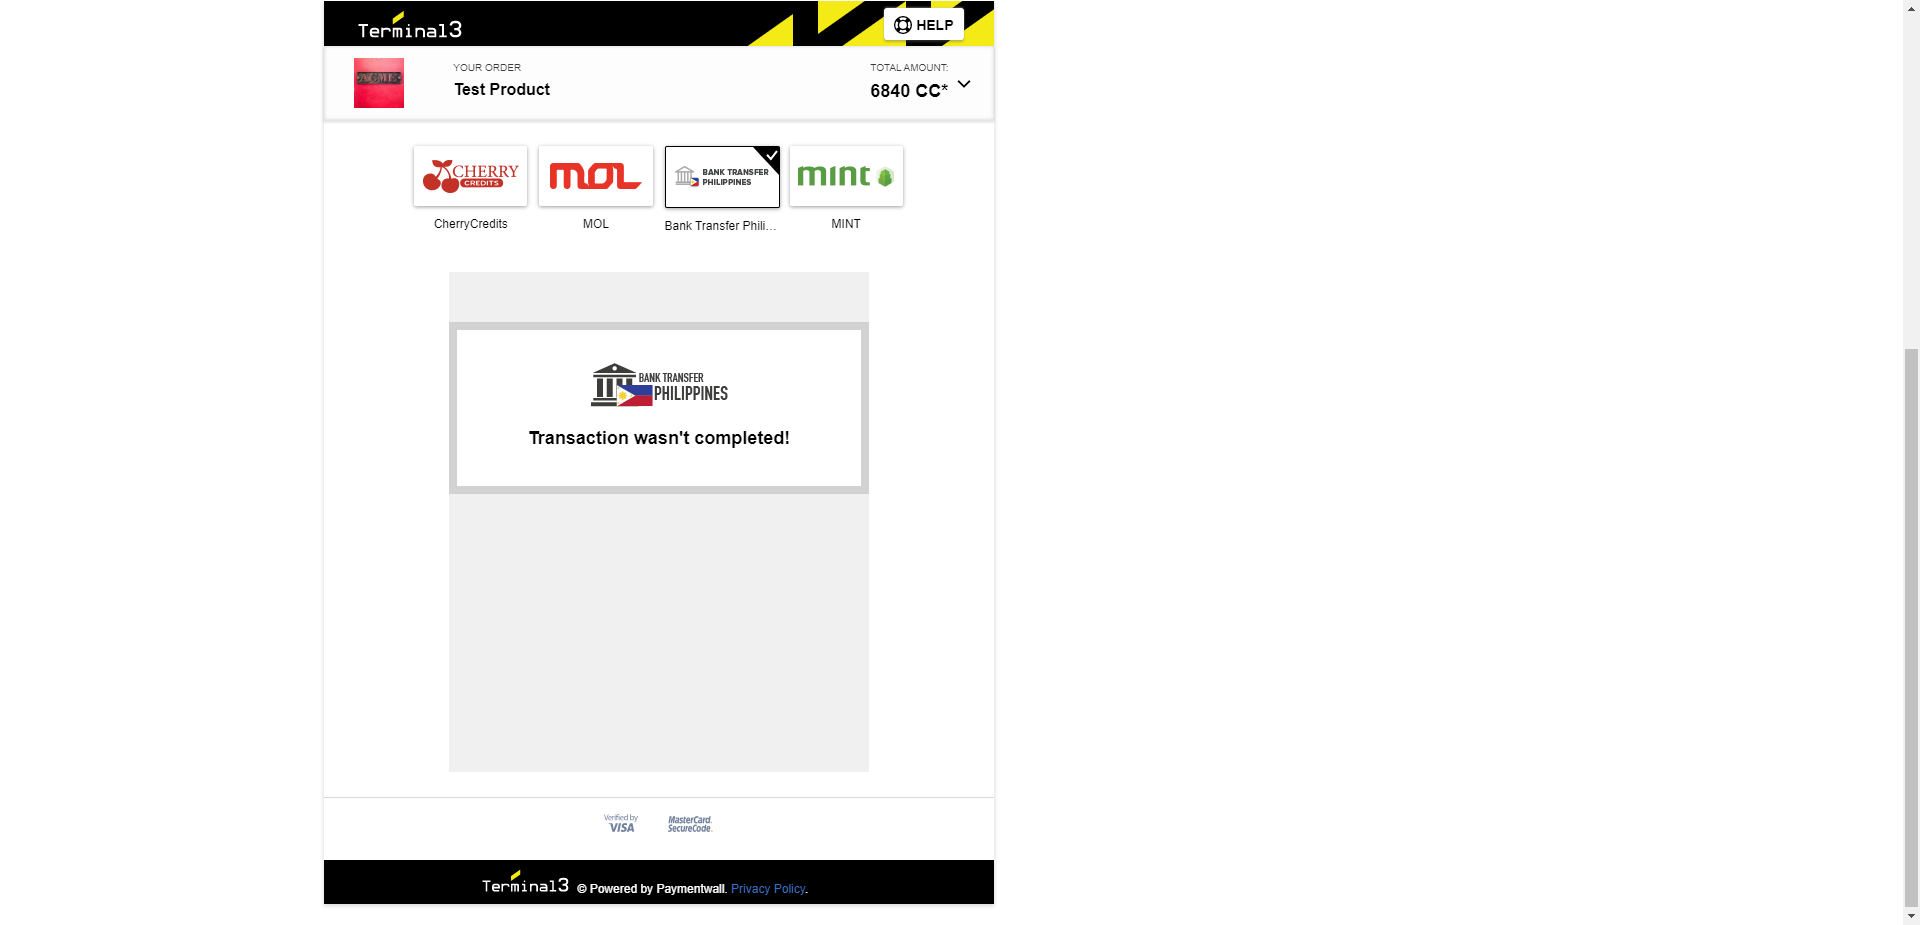 Terminal3
HELP
YOUR ORDER
Test Product
TOTAL AMOUNT:
6840 CC*
ACME
CHERRY
CREDITS
MOL
BANK TRANSFER
PHILIPPINES
mint
CherryCredits
MOL
Bank Transfer Phili...
MINT
BANK TRANSFER
PHILIPPINES
Transaction wasn't completed!
Verified by
VISA
MasterCard.
SecureCode.
Terminal3 © Powered by Paymentwall. Privacy Policy.